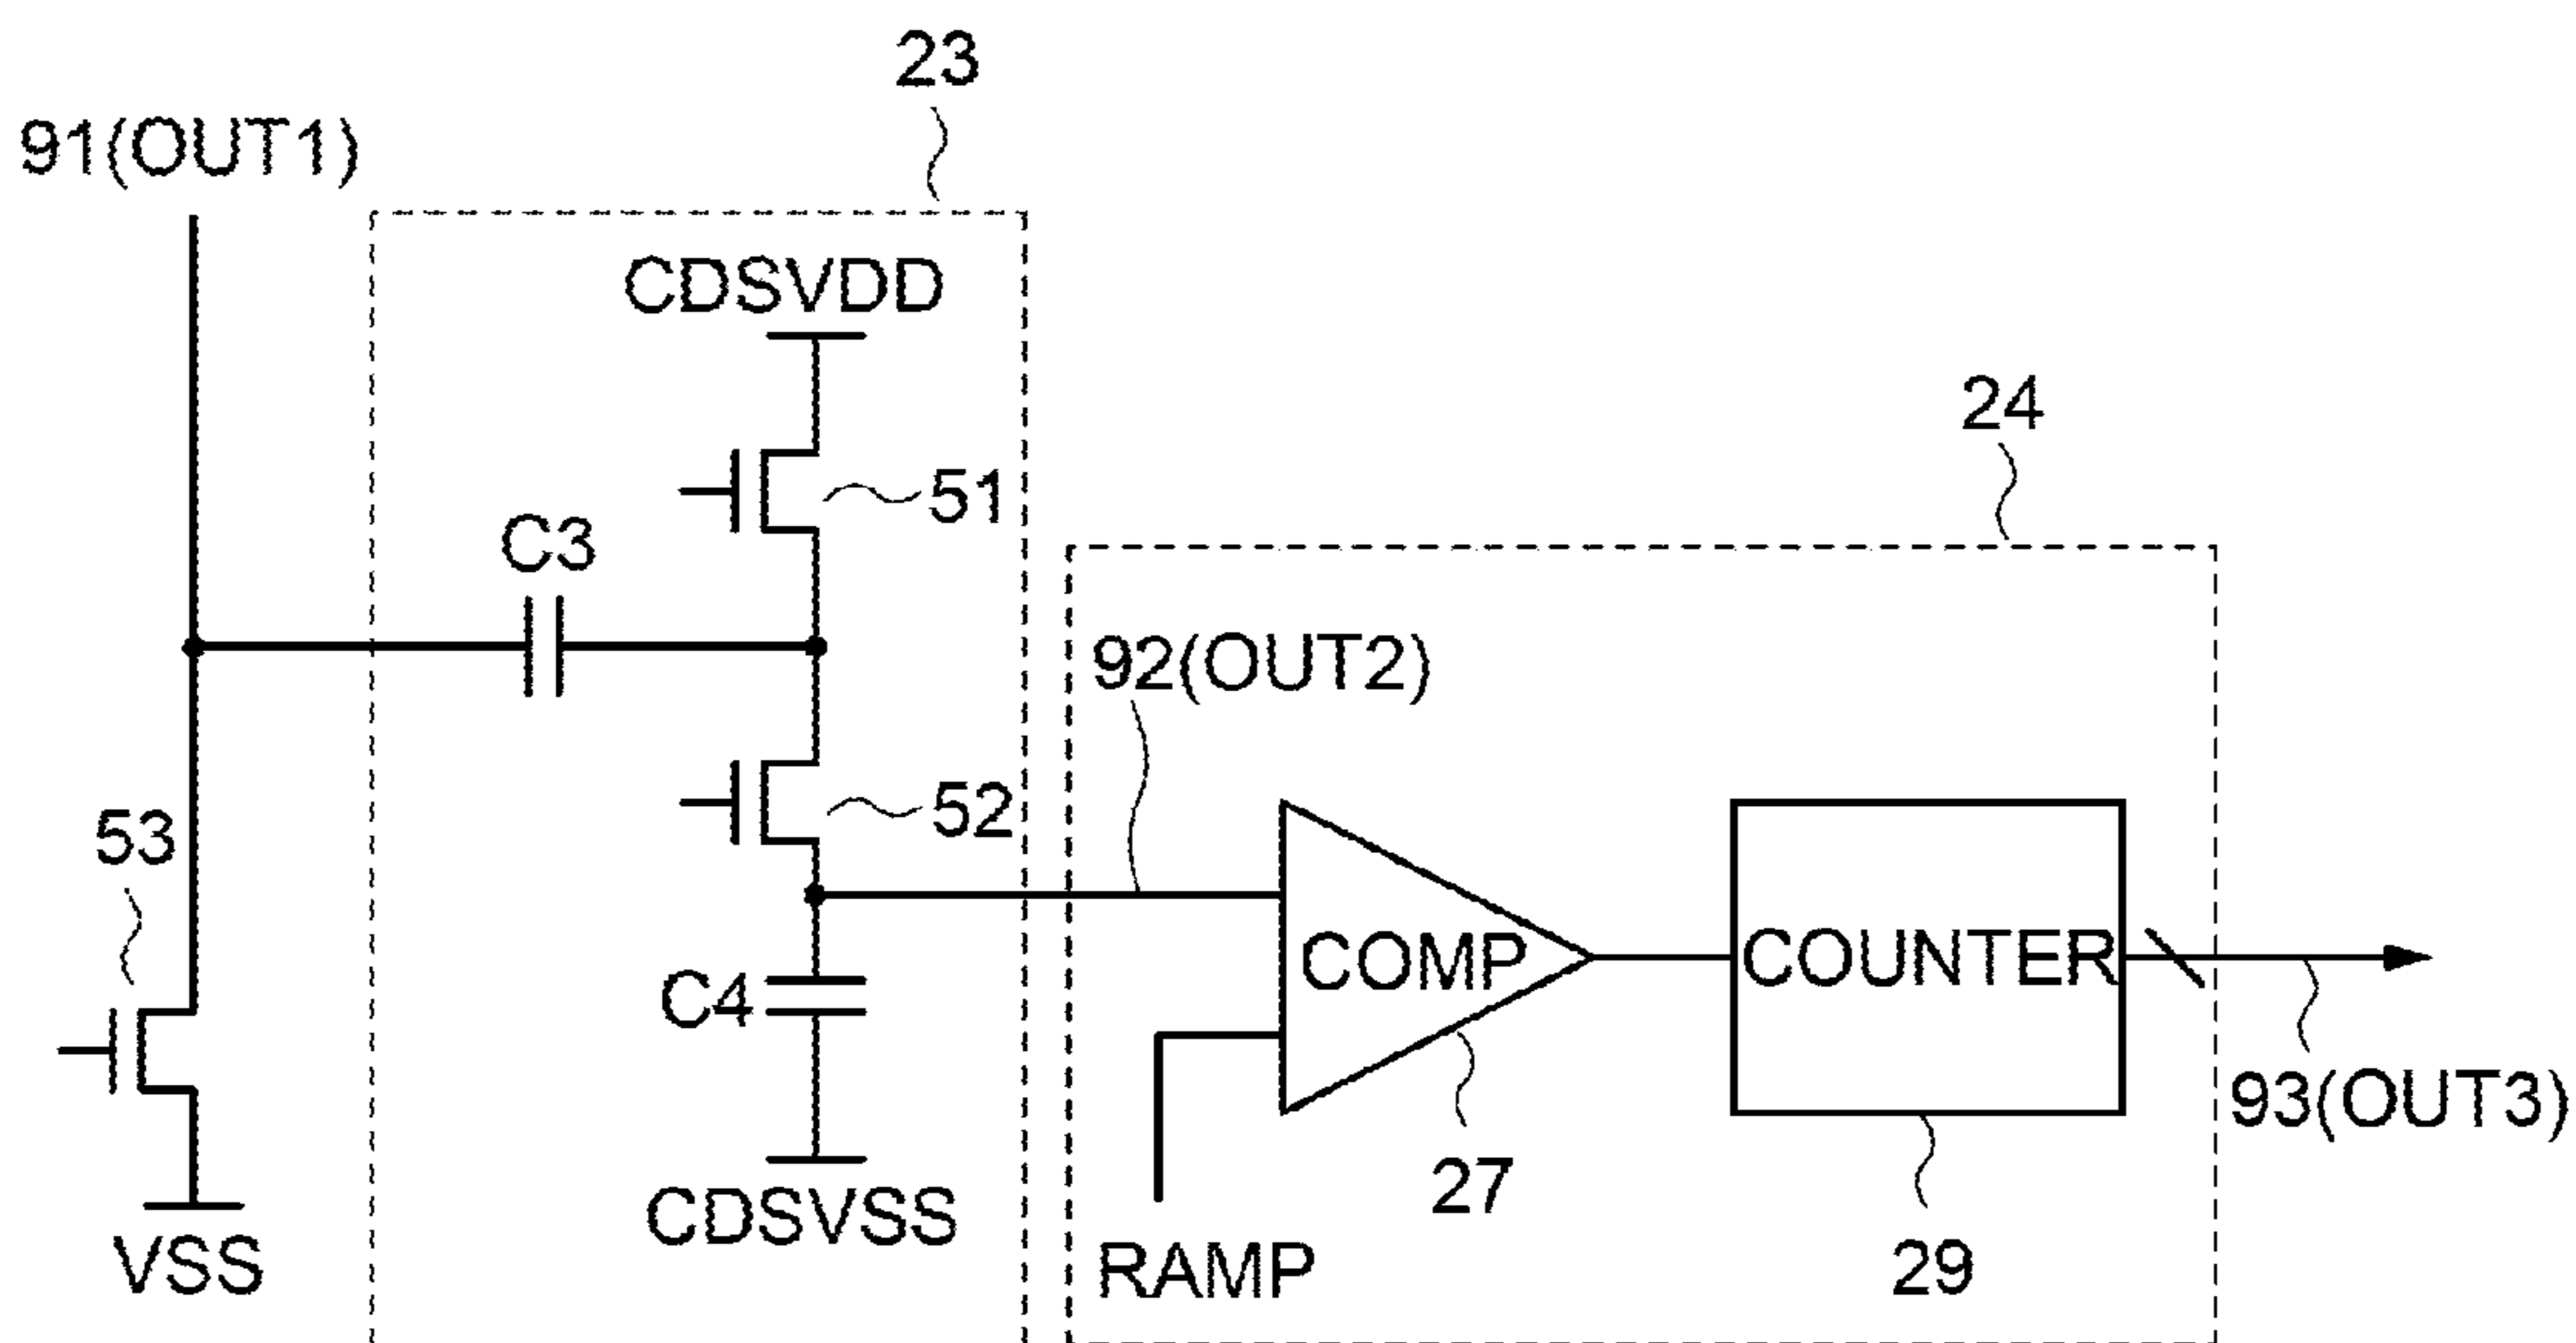 23
91(OUT1)
CDSVDD
24
51
C3
92(OUT2)
52
53
COMP
COUNTER
C4
93(OUT3)
27
CDSVSS
VSS
RAMP
29